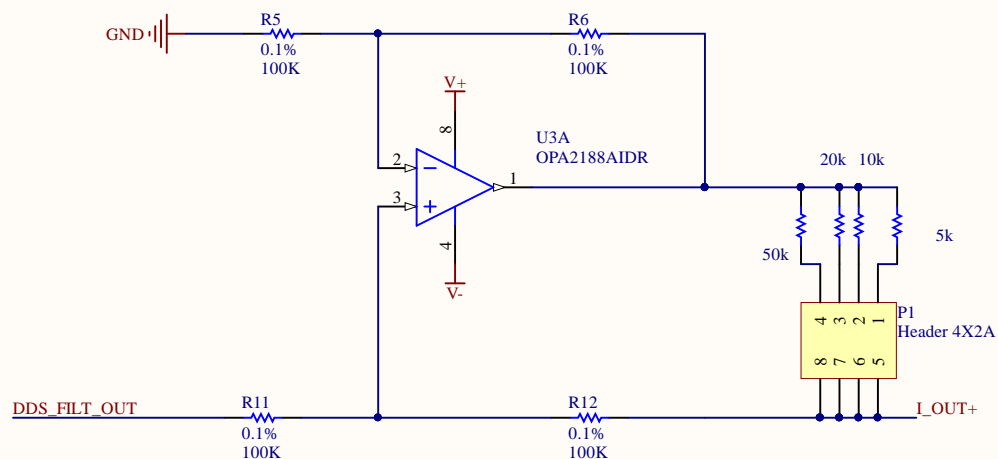 R5
R6
GND
0.1%
100K
0.1%
100K
V+
8
U3A
OPA2188AIDR
2
1
20k 10k
3
4
50k
5k
V-
P1
Header 4X2A
4 3 2 1
8 7 6 5
DDS_FILT_OUT
R11
R12
I_OUT+
0.1%
100K
0.1%
100K